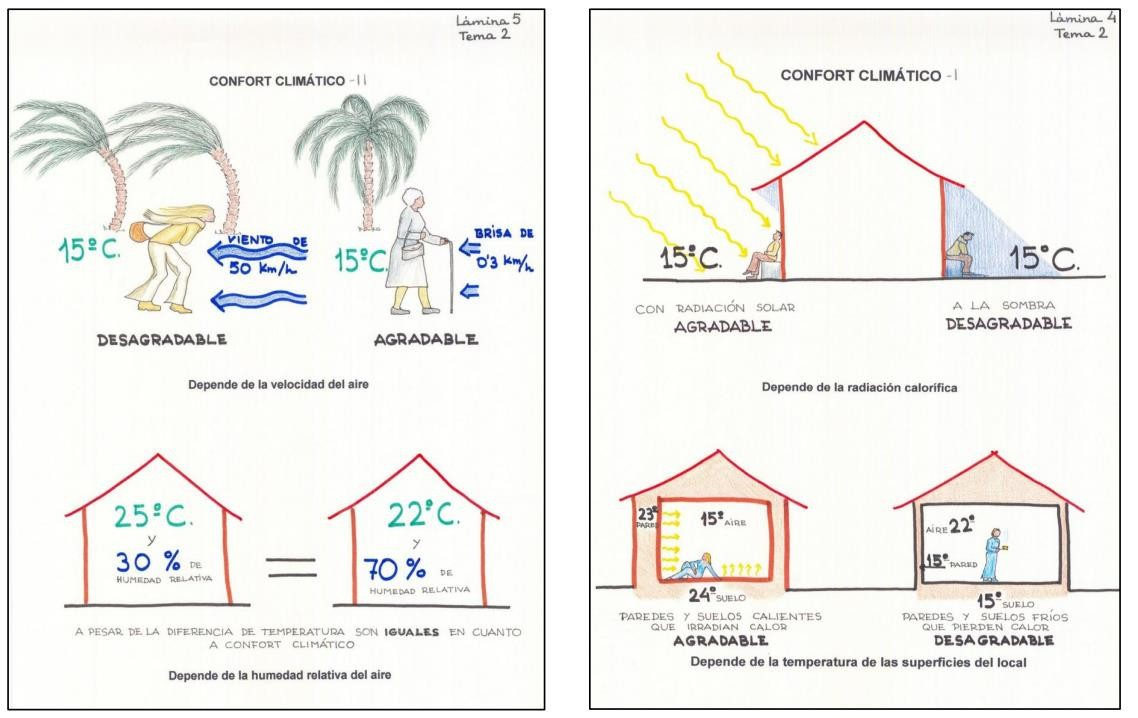 Lámina 5
Tema 2
CONFORT CLIMÁTICO -II
15ºC.
VIENTO DE
50 Km/h
15ºC.
BRISA DE
0'3 Km/h
DESAGRADABLE
AGRADABLE
Depende de la velocidad del aire
25ºC.
Y
30 % DE
HUMEDAD RELATIVA
22ºC.
Y
70 % DE
HUMEDAD RELATIVA
A PESAR DE LA DIFERENCIA DE TEMPERATURA SON IGUALES EN CUANTO
A CONFORT CLIMÁTICO
Depende de la humedad relativa del aire
Lámina 4
Tema 2
CONFORT CLIMÁTICO -I
15ºC.
15ºC.
CON RADIACIÓN SOLAR
AGRADABLE
A LA SOMBRA
DESAGRADABLE
Depende de la radiación calorífica
23º
PARED
15º AIRE
24º SUELO
PAREDES Y SUELOS CALIENTES
QUE IRRADIAN CALOR
AGRADABLE
AIRE 22º
15º PARED
15º SUELO
PAREDES Y SUELOS FRÍOS
QUE PIERDEN CALOR
DESAGRADABLE
Depende de la temperatura de las superficies del local